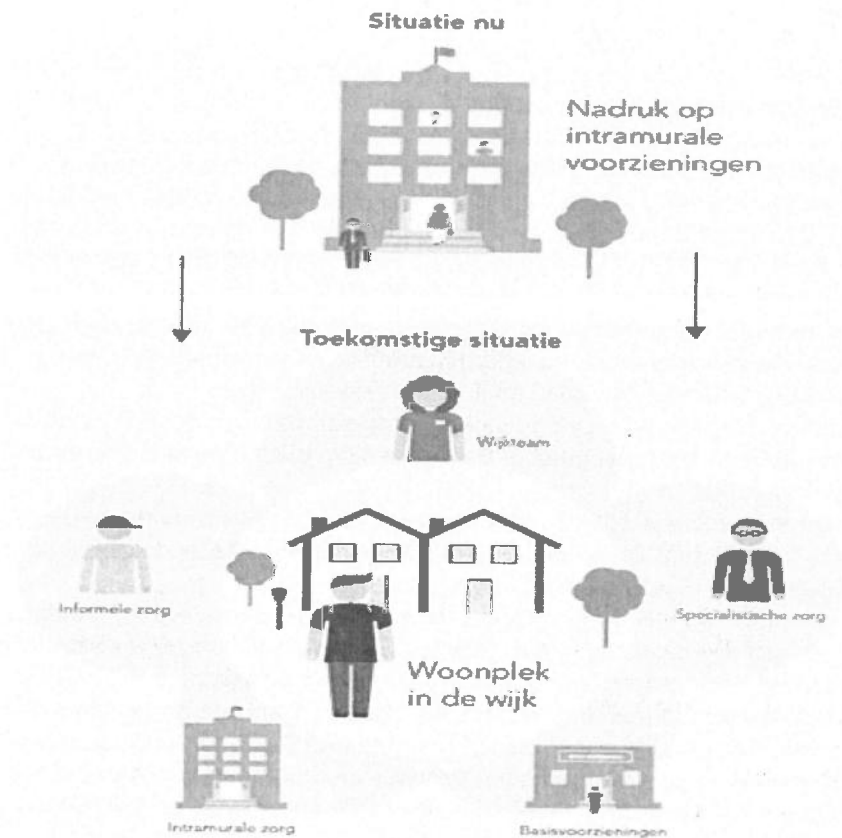 Situatie nu
Nadruk op
intramurale
voorzieningen
Toekomstige situatie
Wijkteam
Informele zorg
Specialistische zorg
Woonplek
in de wijk
Intramurale zorg
Basisvoorzieningen